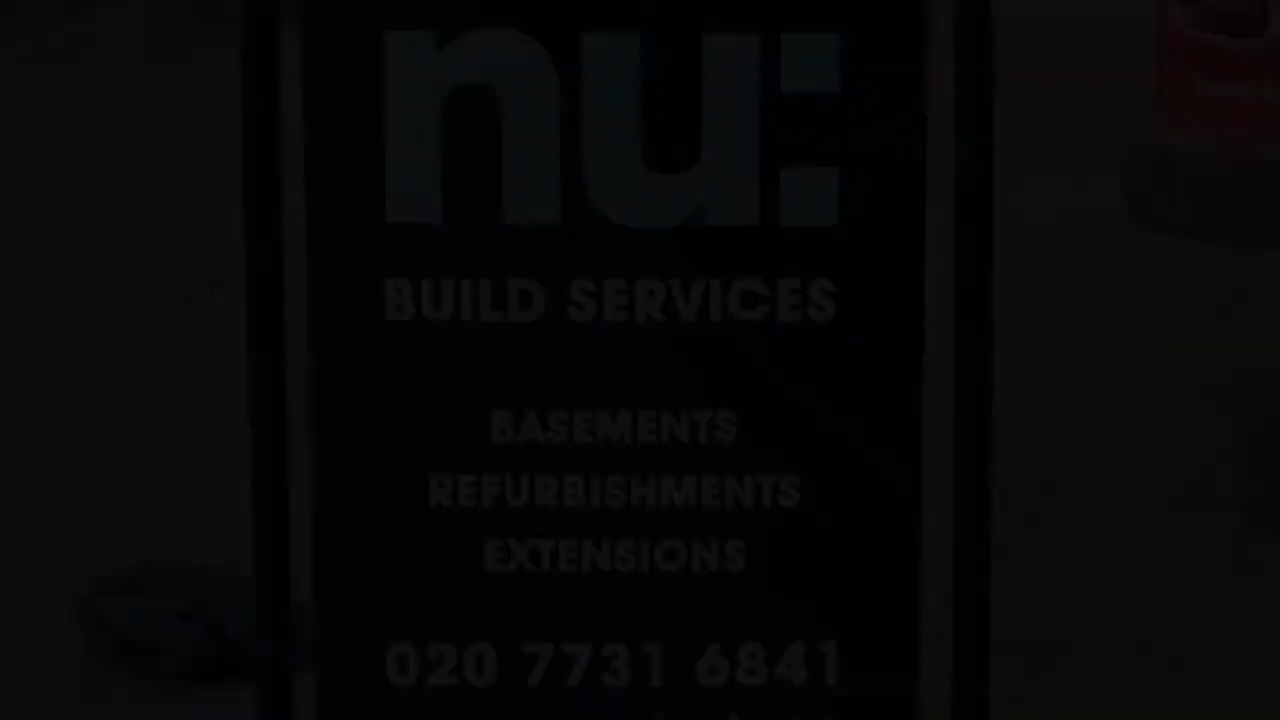 nu:
BUILD SERVICES
BASEMENTS
REFURBISHMENTS
EXTENSIONS
020 7731 6841